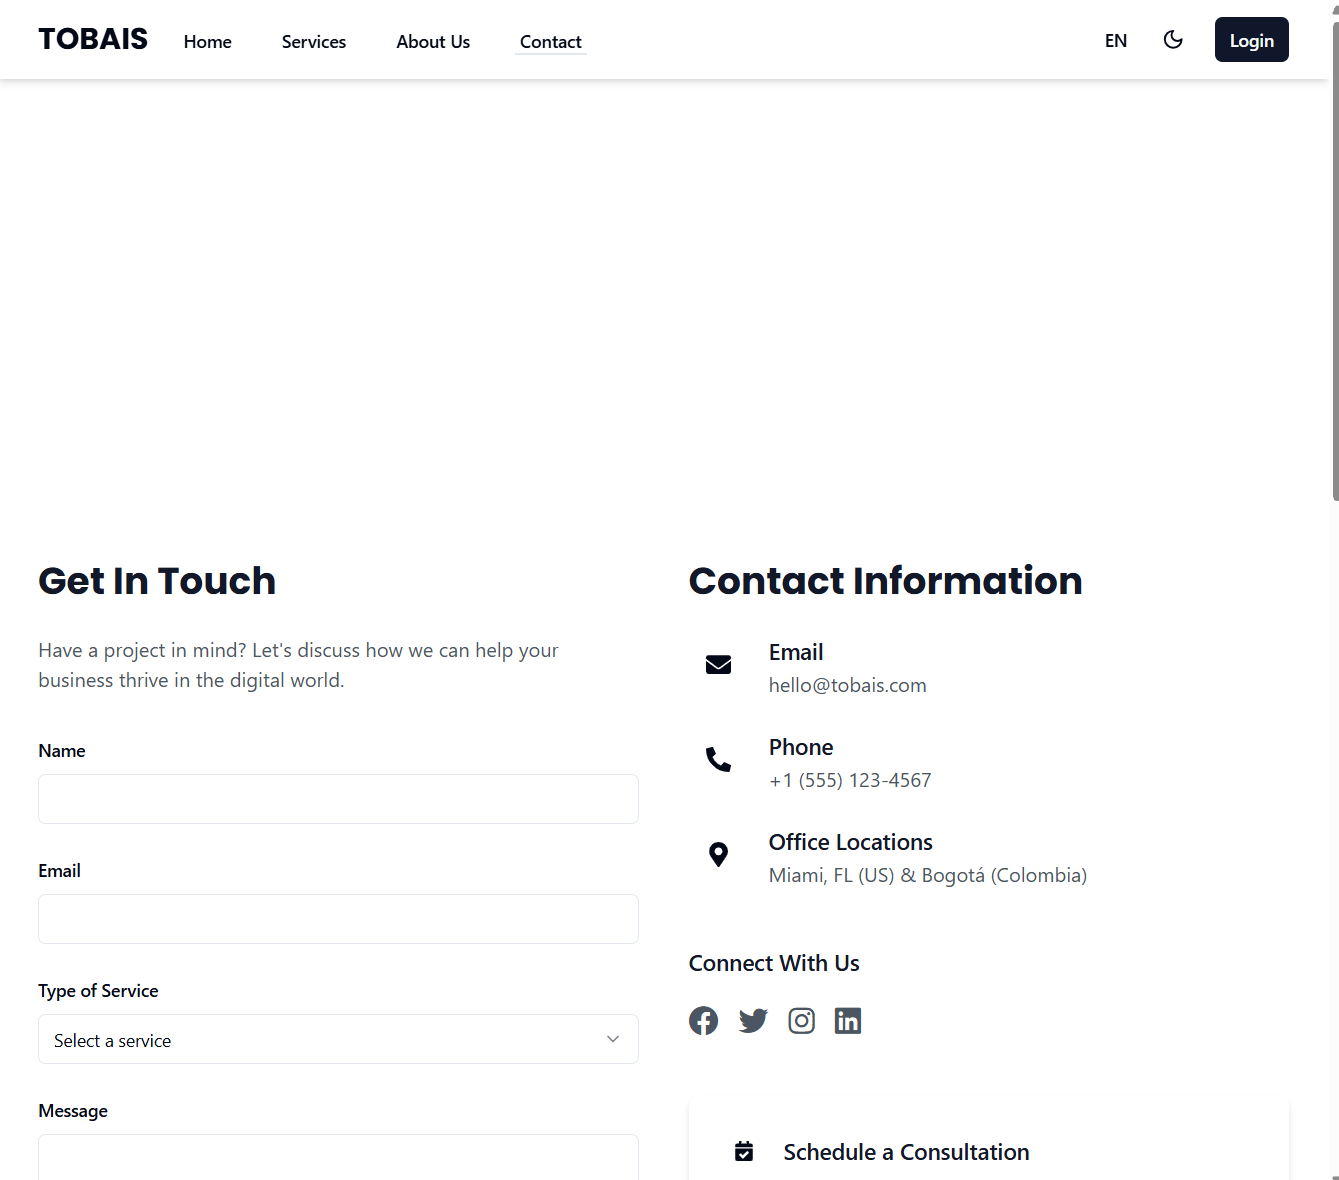 TOBAIS
Home
Services
About Us
Contact
EN
Login
Get In Touch
Have a project in mind? Let's discuss how we can help your
business thrive in the digital world.
Name
Email
Type of Service
Select a service
Message
Contact Information
Email
hello@tobais.com
Phone
+1 (555) 123-4567
Office Locations
Miami, FL (US) & Bogotá (Colombia)
Connect With Us
Schedule a Consultation